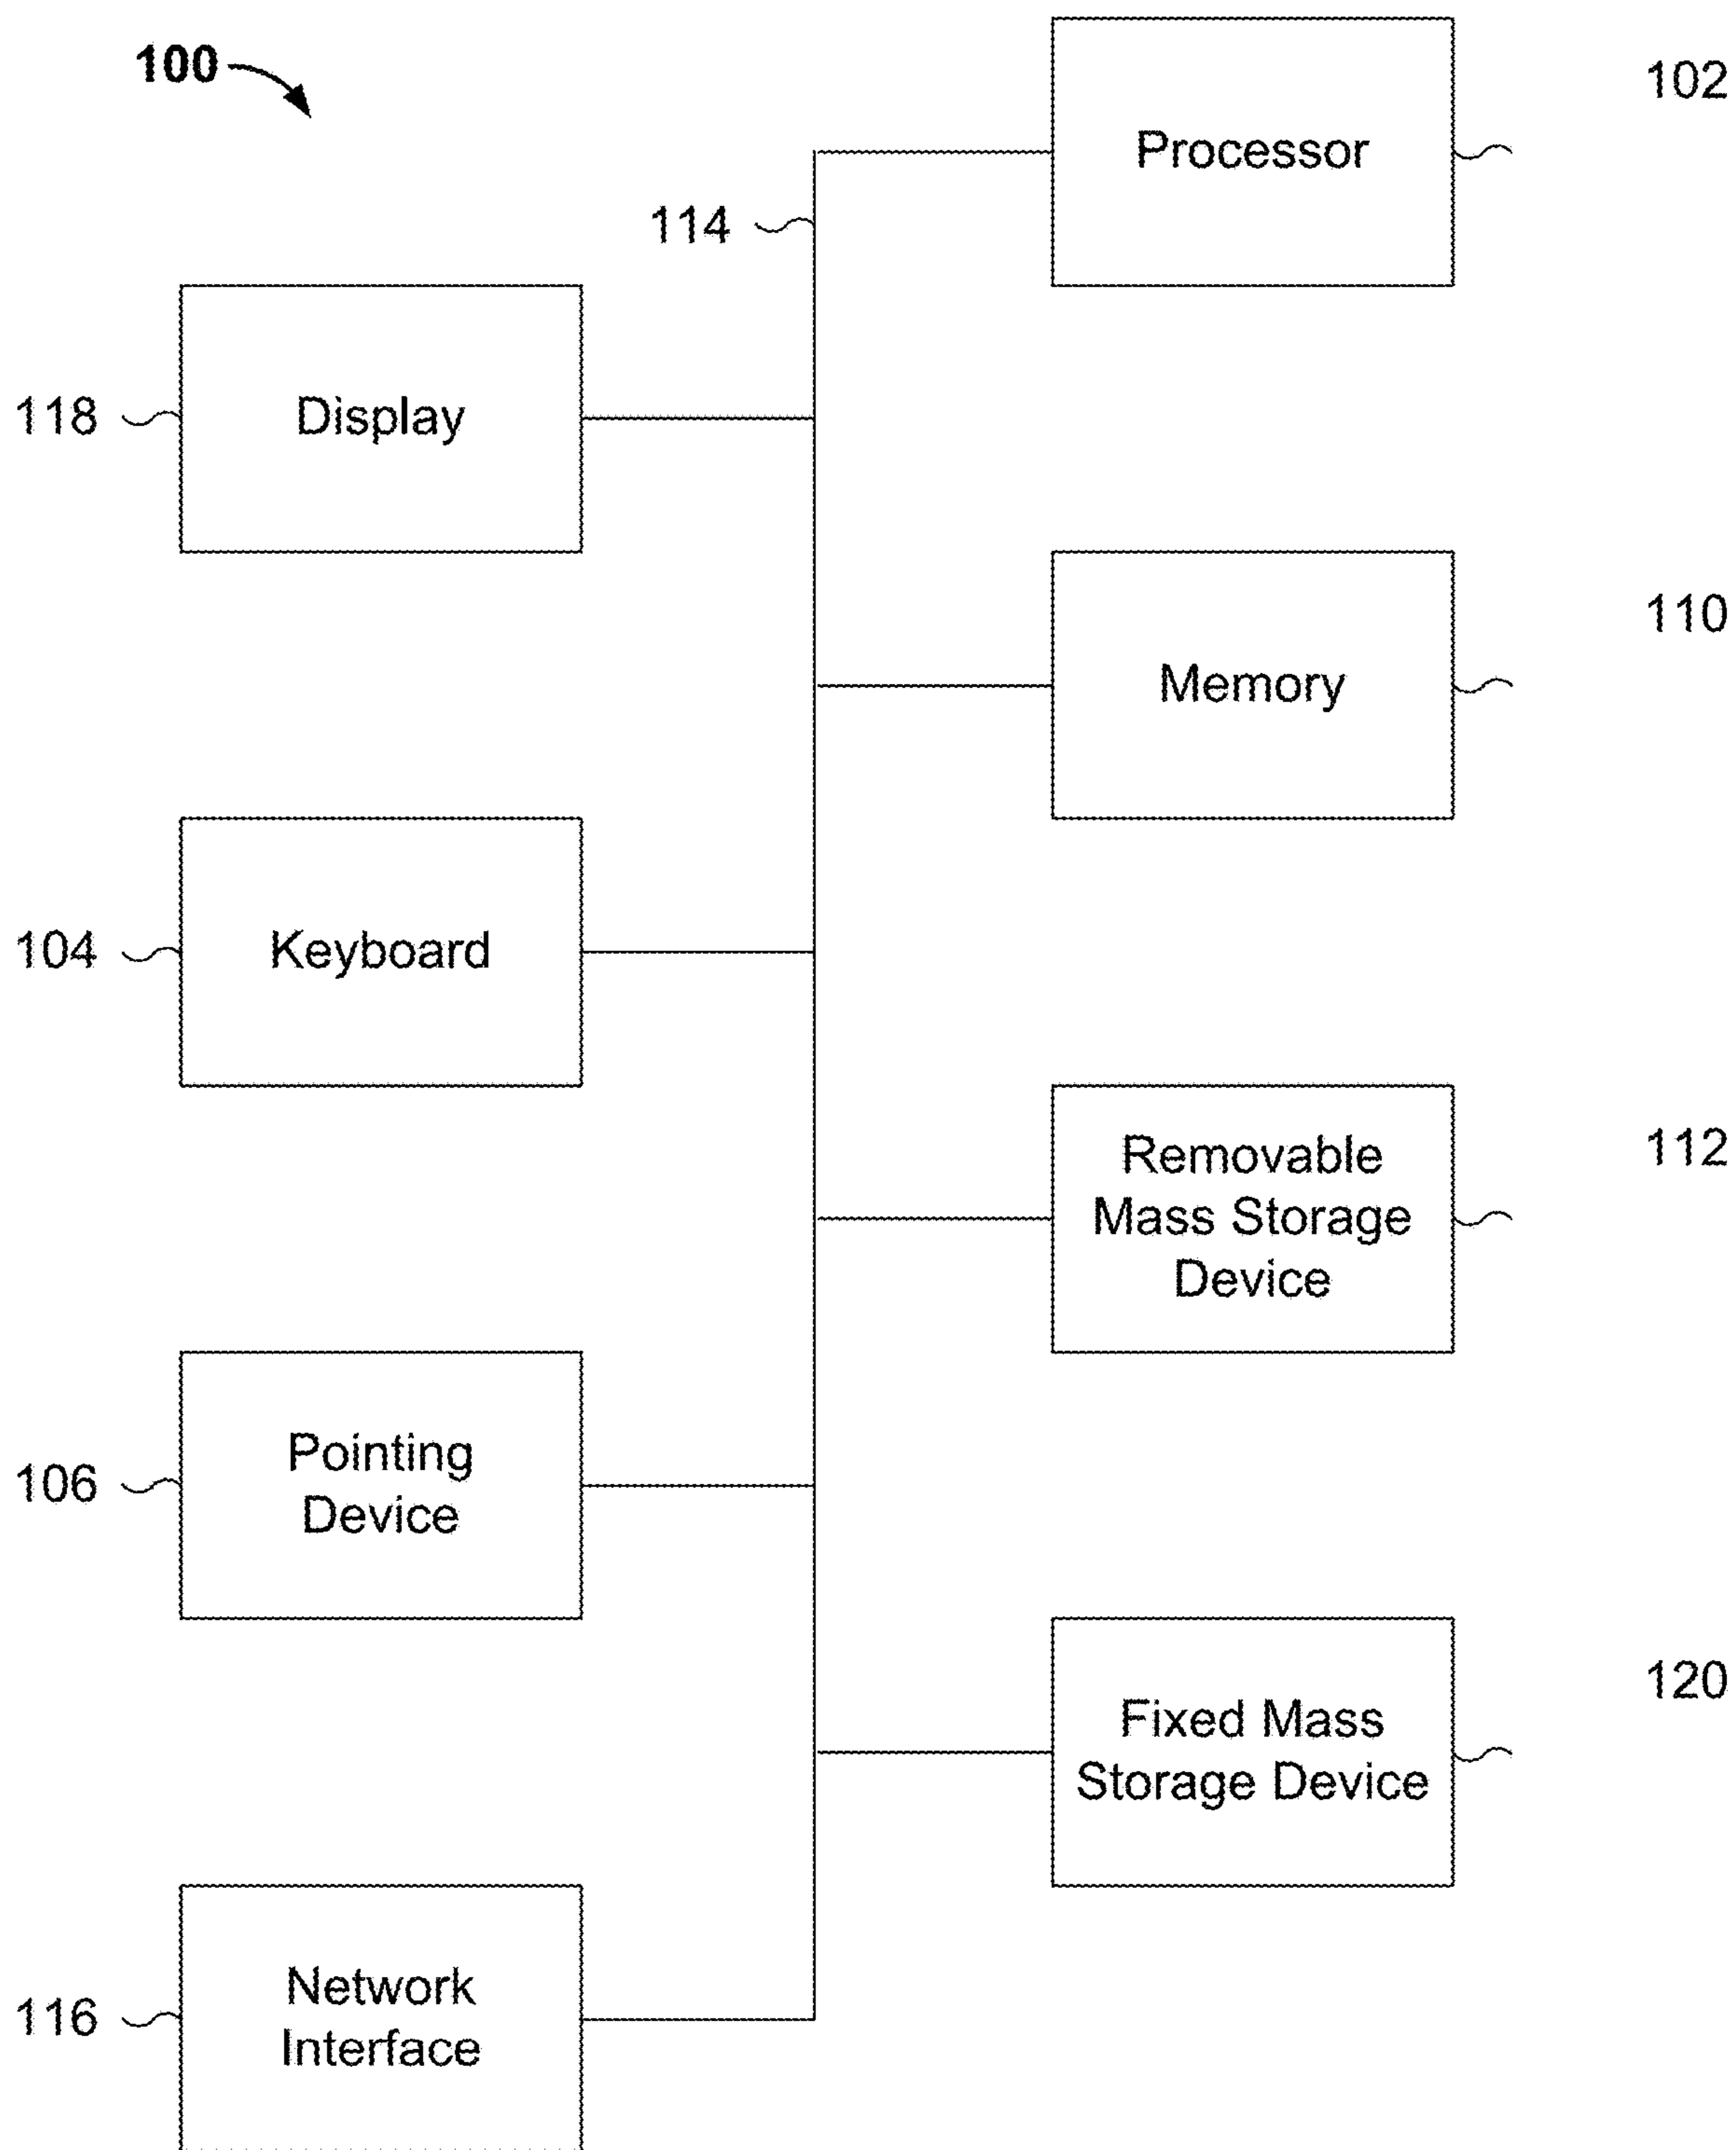 100
102
Processor
114
118
Display
110
Memory
104
Keyboard
112
Removable
Mass Storage
Device
106
Pointing
Device
120
Fixed Mass
Storage Device
116
Network
Interface